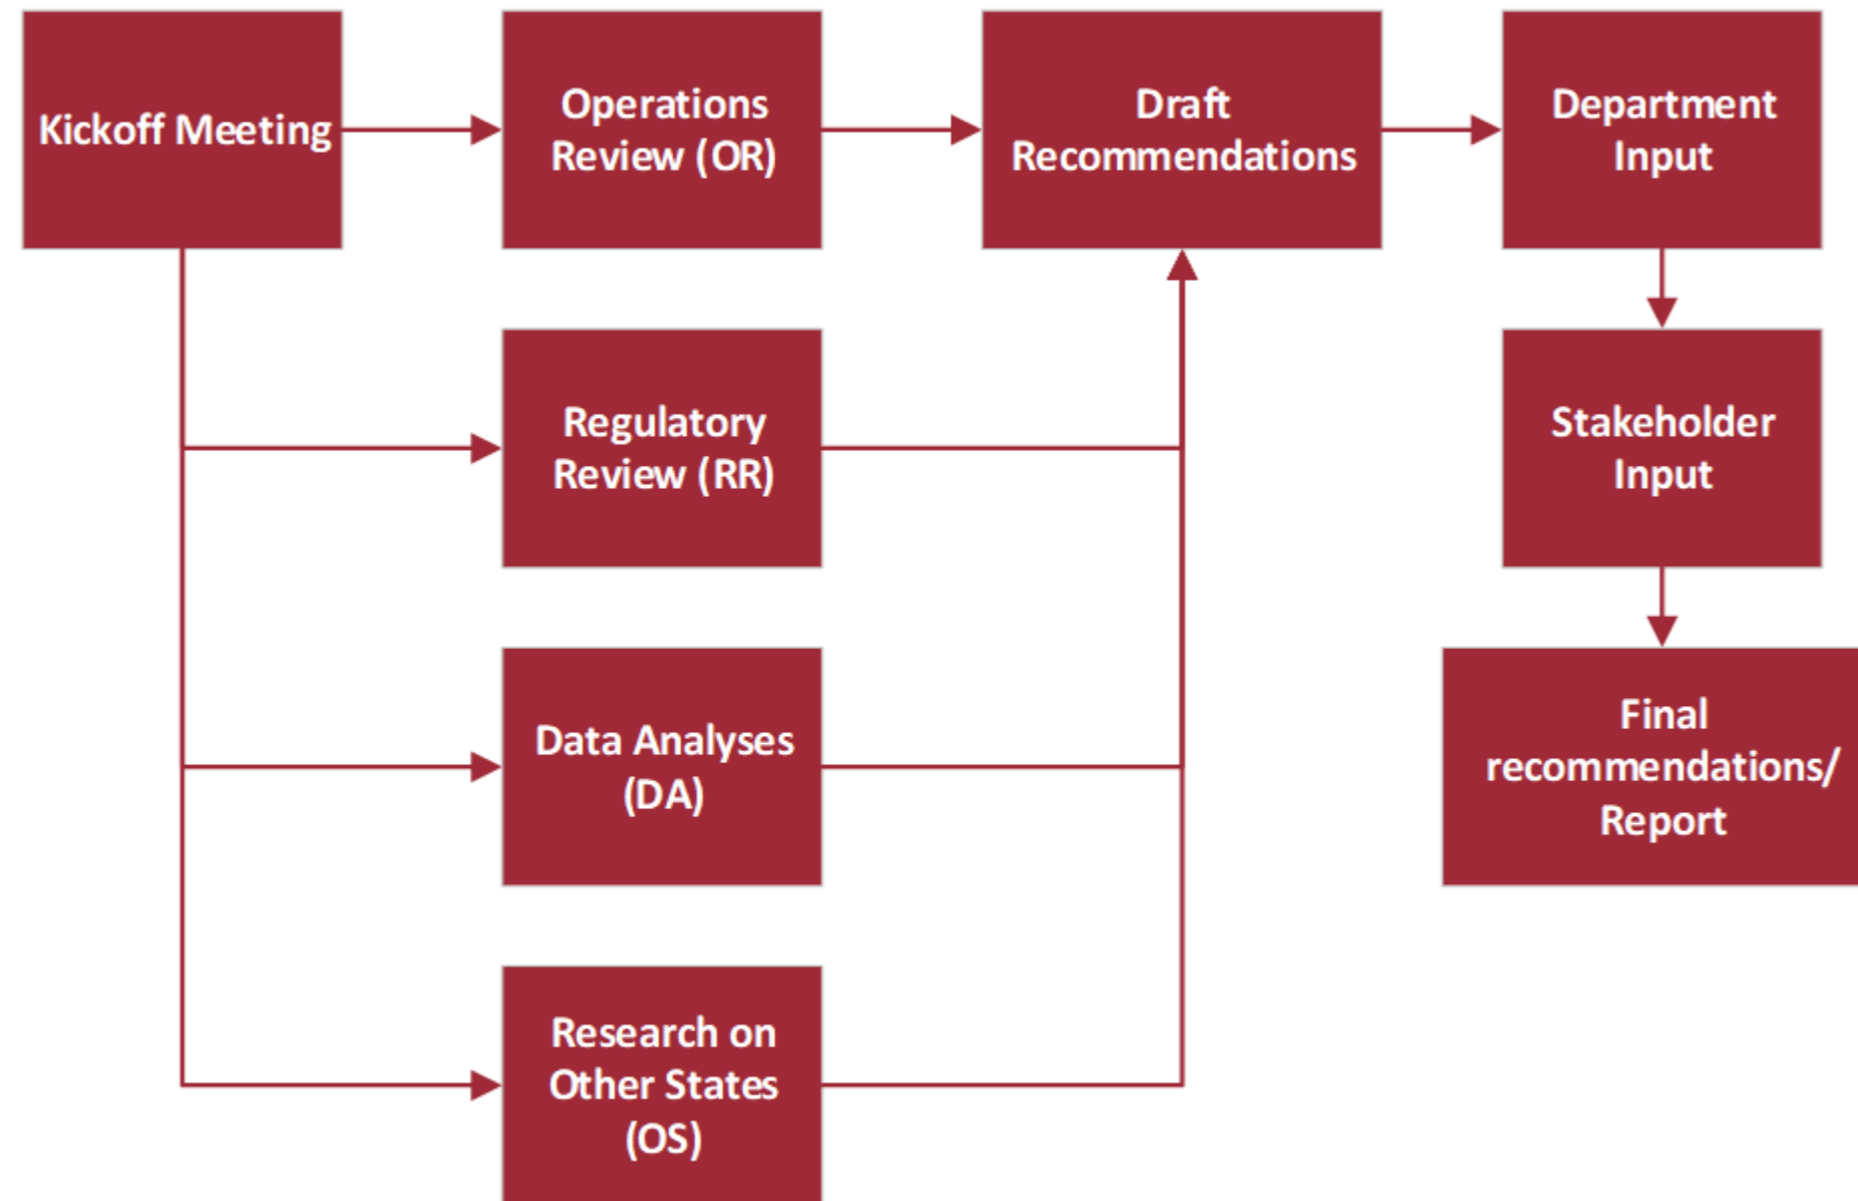 Kickoff Meeting
Operations
Review (OR)
Draft
Recommendations
Department
Input
Regulatory
Review (RR)
Stakeholder
Input
Data Analyses
(DA)
Final
recommendations/
Report
Research on
Other States
(OS)